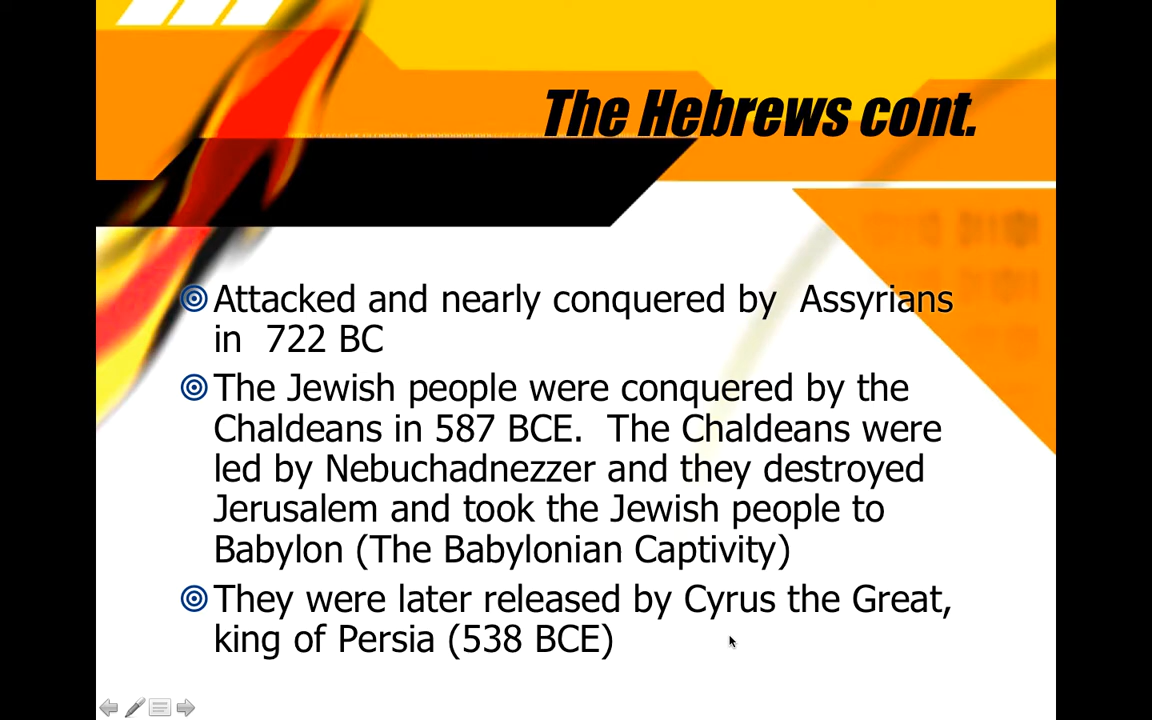 The Hebrews cont.
Attacked and nearly conquered by  Assyrians
in  722 BC
The Jewish people were conquered by the
Chaldeans in 587 BCE.  The Chaldeans were
led by Nebuchadnezzer and they destroyed
Jerusalem and took the Jewish people to
Babylon (The Babylonian Captivity)
They were later released by Cyrus the Great,
king of Persia (538 BCE)